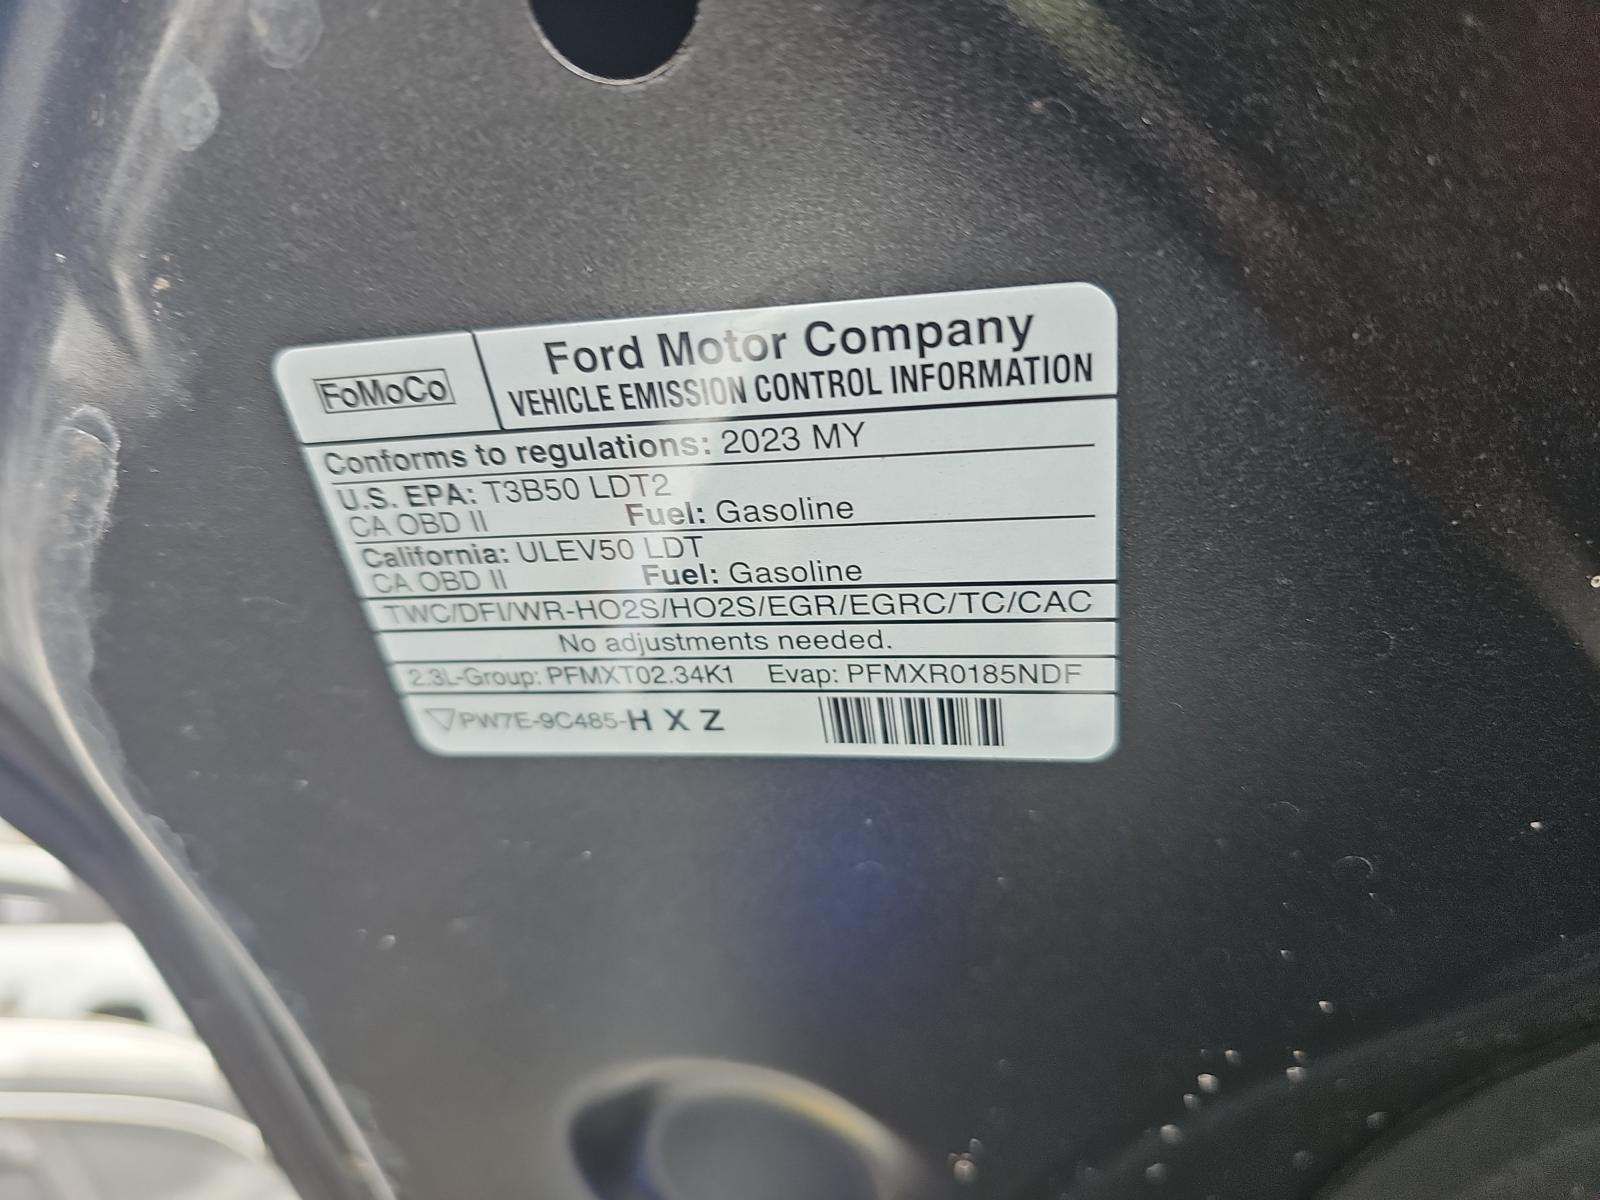 FoMoCo
Ford Motor Company
VEHICLE EMISSION CONTROL INFORMATION
Conforms to regulations: 2023 MY
U.S. EPA: T3B50 LDT2
CA OBD II Fuel: Gasoline
California: ULEV50 LDT
CA OBD II Fuel: Gasoline
TWC/DFI/WR-HO2S/HO2S/EGR/EGRC/TC/CAC
No adjustments needed.
2.3L-Group: PFMXT02.34K1 Evap: PFMXR0185NDF
PW7E-9C485-H X Z